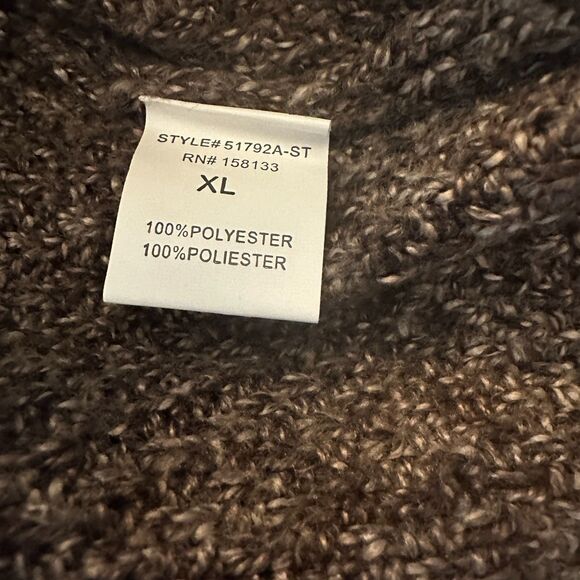 STYLE# 51792A-ST
RN# 158133
XL
100%POLYESTER
100%POLIESTER